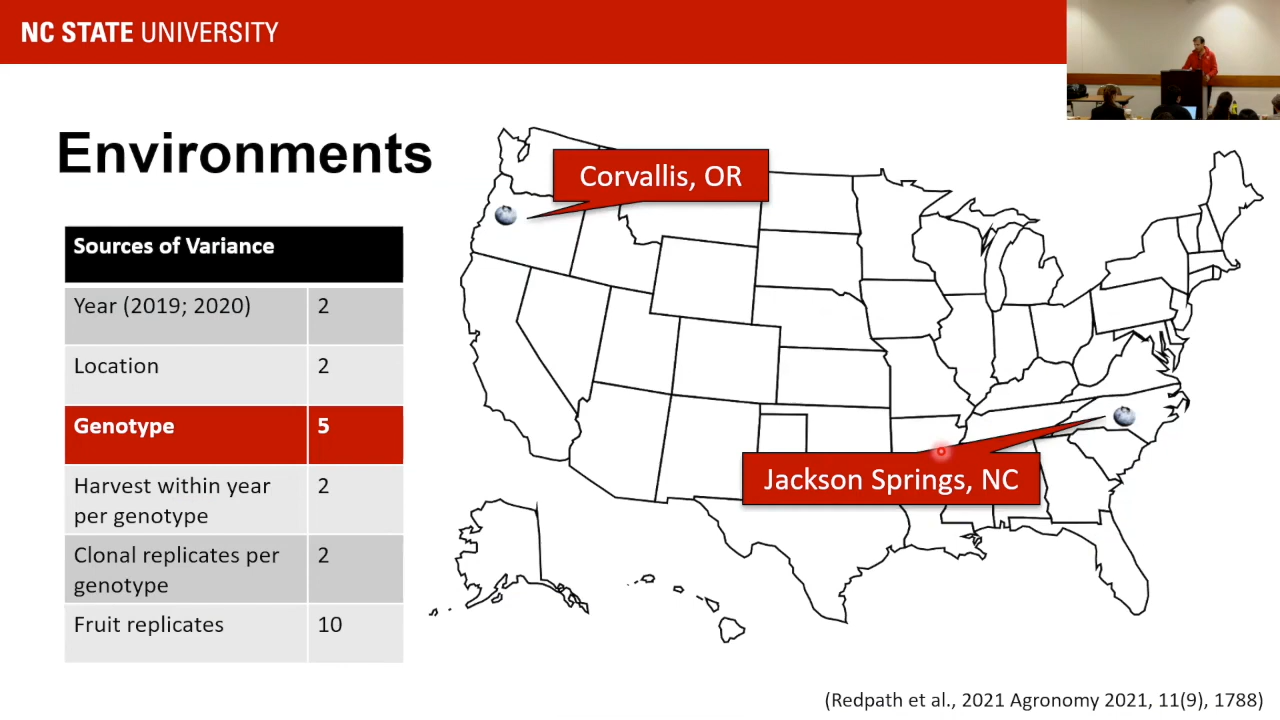 NC STATE UNIVERSITY
Environments
Sources of Variance
Year (2019; 2020) 2
Location 2
Genotype 5
Harvest within year
per genotype 2
Clonal replicates per
genotype 2
Fruit replicates 10
Corvallis, OR
Jackson Springs, NC
(Redpath et al., 2021 Agronomy 2021, 11(9), 1788)